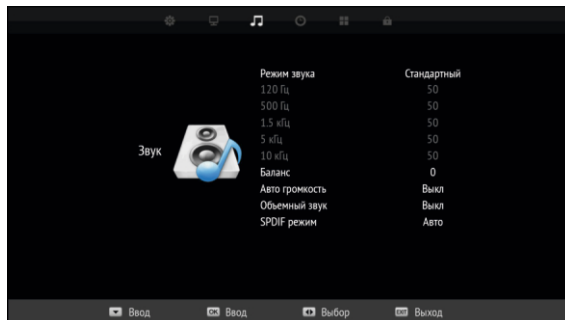 Режим звука Стандартный
120 Гц 50
500 Гц 50
1.5 кГц 50
5 кГц 50
10 кГц 50
Звук
Баланс 0
Авто громкость Выкл
Объемный звук Выкл
SPDIF режим Авто
Ввод OK Ввод Выбор EXIT Выход